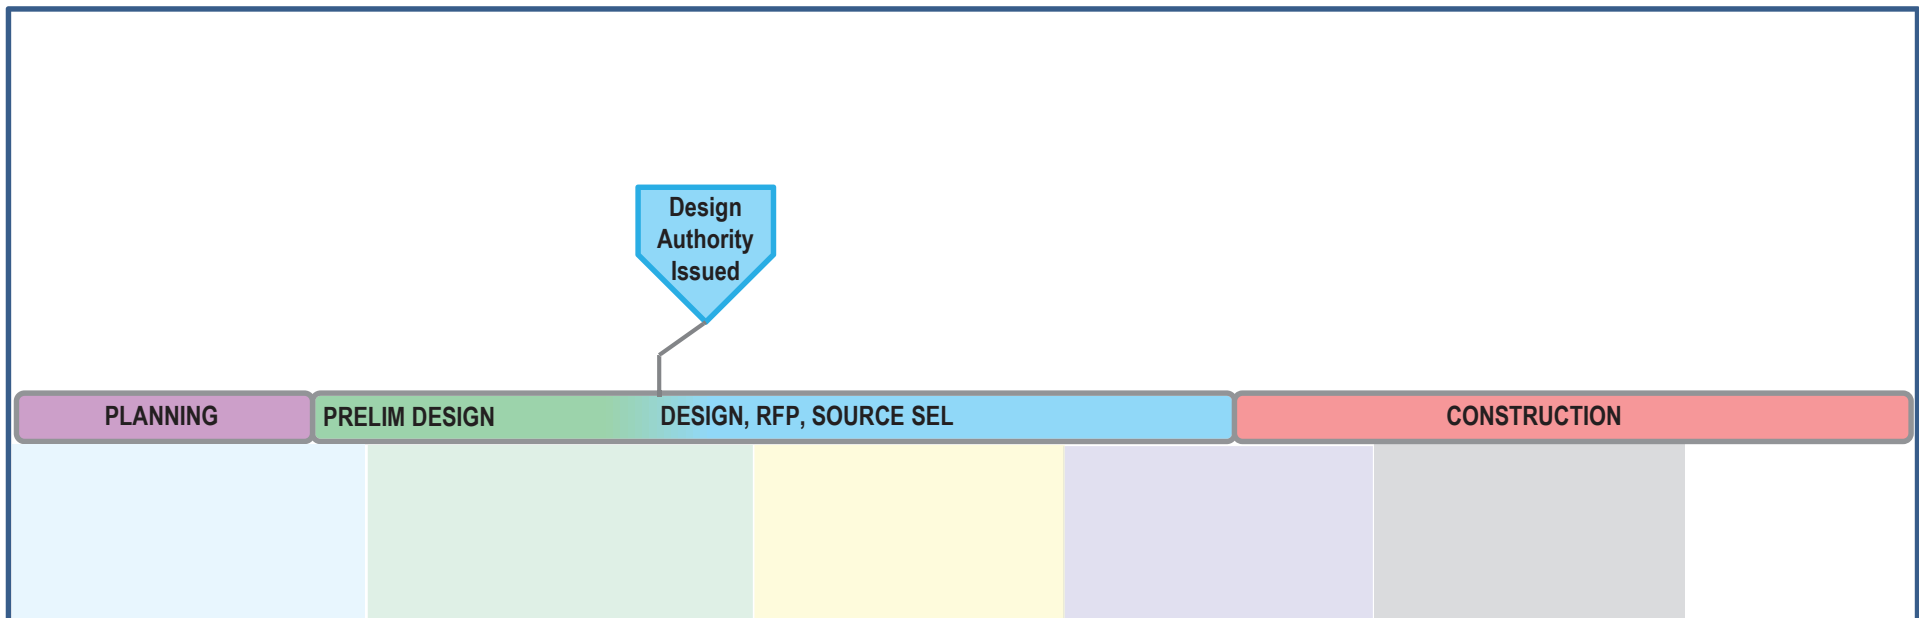 Design
Authority
Issued
PLANNING
PRELIM DESIGN
DESIGN, RFP, SOURCE SEL
CONSTRUCTION